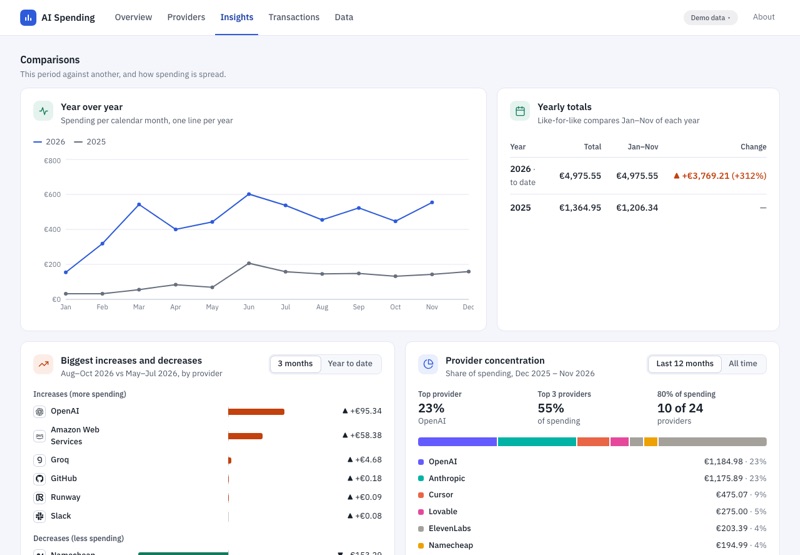 AI Spending Overview Providers Insights Transactions Data Demo data · About
Comparisons
This period against another, and how spending is spread.
Year over year
Spending per calendar month, one line per year
2026 2025
€800
€600
€400
€200
€0
Jan Feb Mar Apr May Jun Jul Aug Sep Oct Nov Dec
Yearly totals
Like-for-like compares Jan–Nov of each year
Year Total Jan–Nov Change
2026 · to date €4,975.55 €4,975.55 ▲ +€3,769.21 (+312%)
2025 €1,364.95 €1,206.34 —
Biggest increases and decreases
Aug–Oct 2026 vs May–Jul 2026, by provider
3 months Year to date
Increases (more spending)
OpenAI ▲ +€95.34
Amazon Web Services ▲ +€58.38
Groq ▲ +€4.68
GitHub ▲ +€0.18
Runway ▲ +€0.09
Slack ▲ +€0.08
Decreases (less spending)
Namecheap
Provider concentration
Share of spending, Dec 2025 – Nov 2026
Last 12 months All time
Top provider
23%
OpenAI
Top 3 providers
55%
of spending
80% of spending
10 of 24
providers
OpenAI €1,184.98 · 23%
Anthropic €1,175.89 · 23%
Cursor €475.07 · 9%
Lovable €275.00 · 5%
ElevenLabs €203.39 · 4%
Namecheap €194.99 · 4%